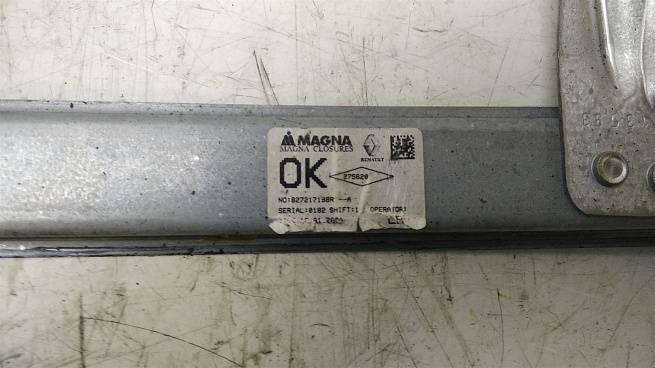 MAGNA
MAGNA CLOSURES
RENAULT
OK
275620
NO:827217198R --A
SERIAL:0182 SHIFT:1 OPERATOR: